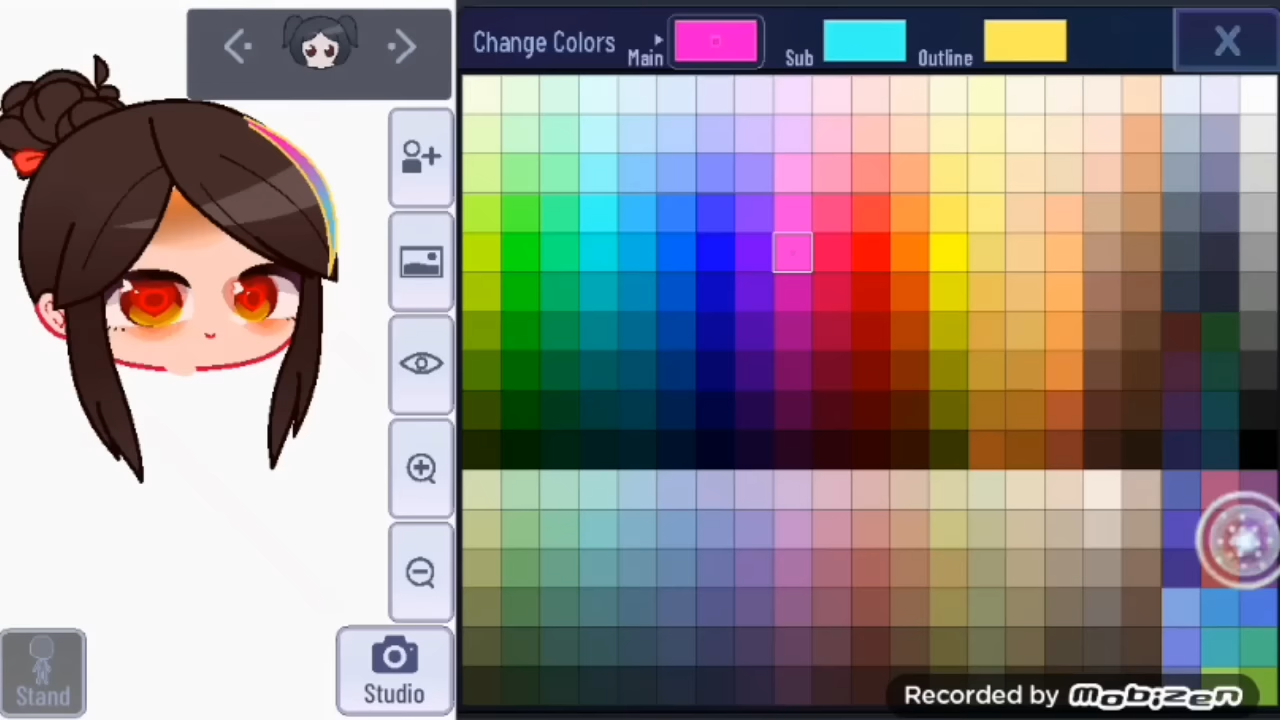 Change Colors
Main
Sub
Outline
X
Stand
Studio
Recorded by mobizen